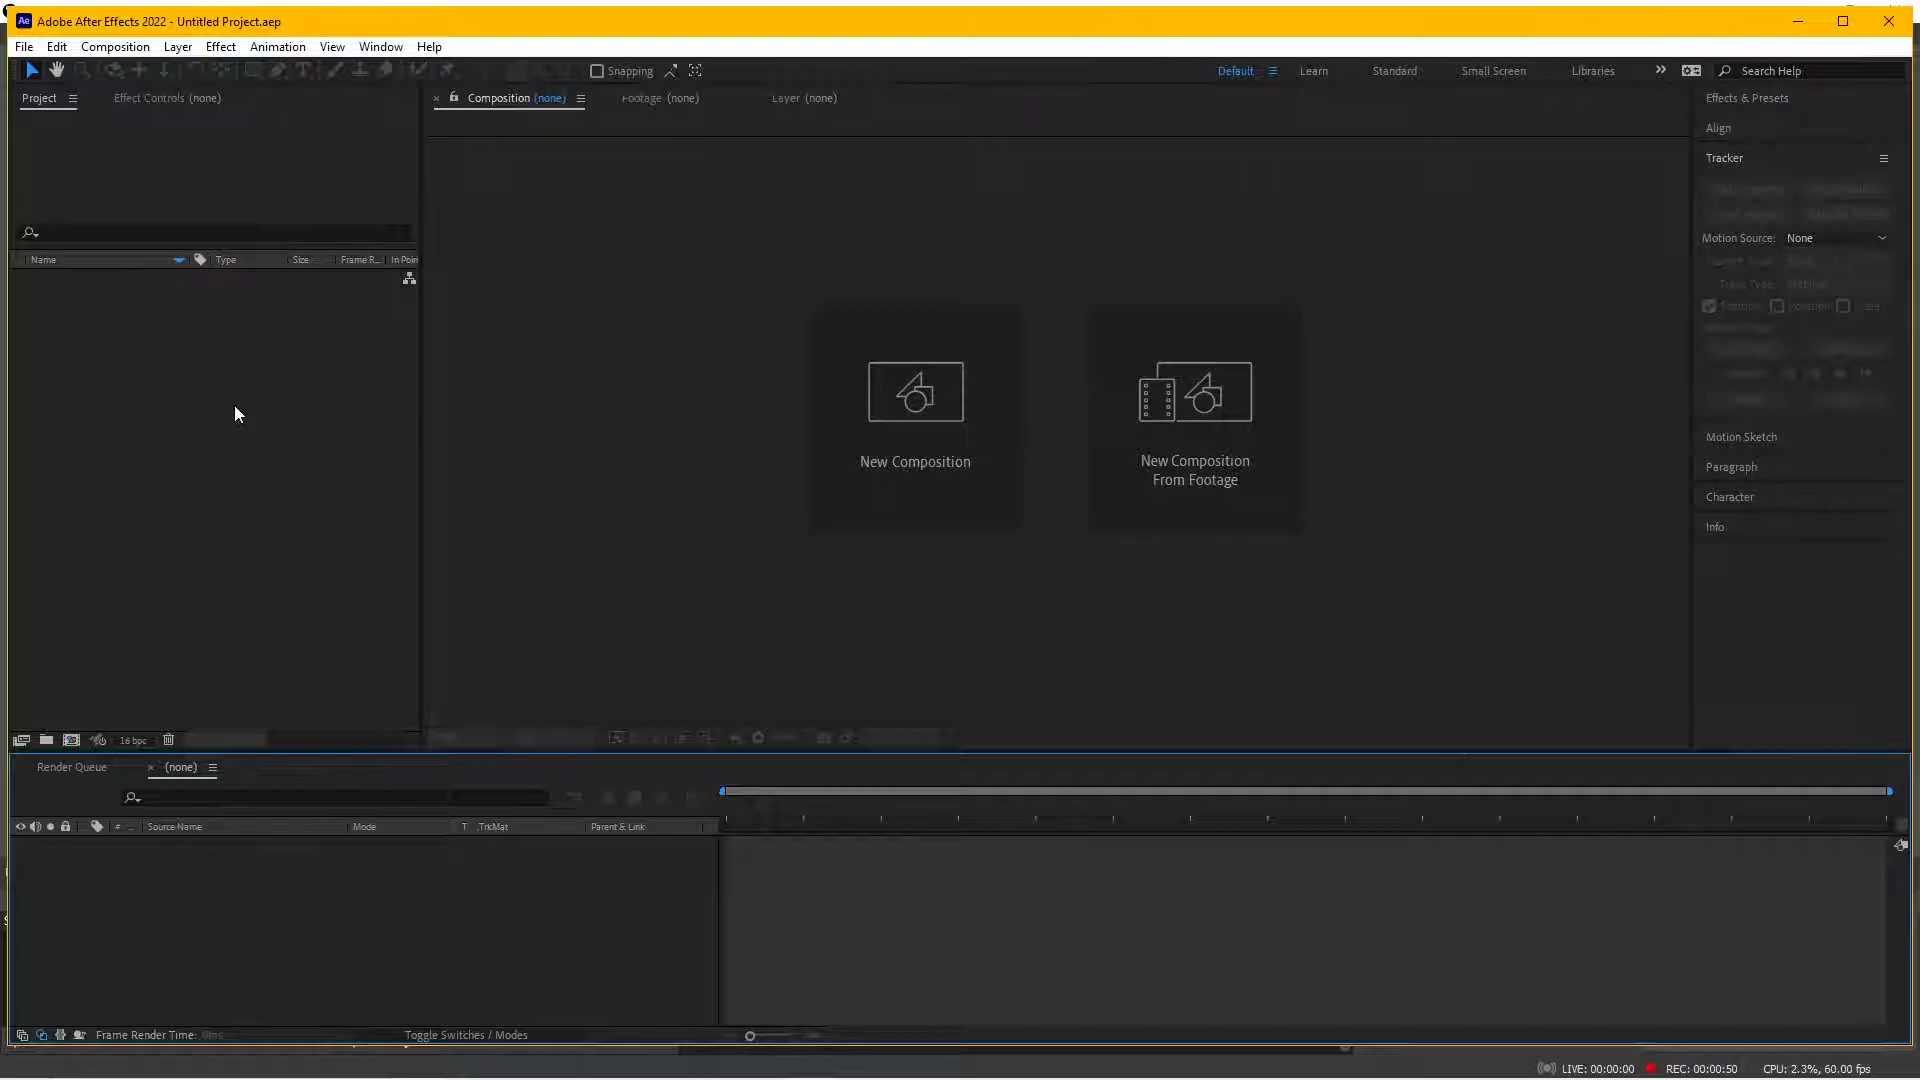 Ae Adobe After Effects 2022 - Untitled Project.aep
File Edit Composition Layer Effect Animation View Window Help
Snapping Default Learn Standard Small Screen Libraries Search Help
Project Effect Controls (none) Composition (none) Footage (none) Layer (none) Effects & Presets
Align
Tracker
Motion Source: None
Name Type Size Frame R... In Poin
New Composition
New Composition
From Footage
Motion Sketch
Paragraph
Character
Info
16 bpc
Render Queue (none)
# Source Name Mode T .TrkMat Parent & Link
Frame Render Time:
Toggle Switches / Modes
LIVE: 00:00:00 REC: 00:00:50 CPU: 2.3%, 60.00 fps